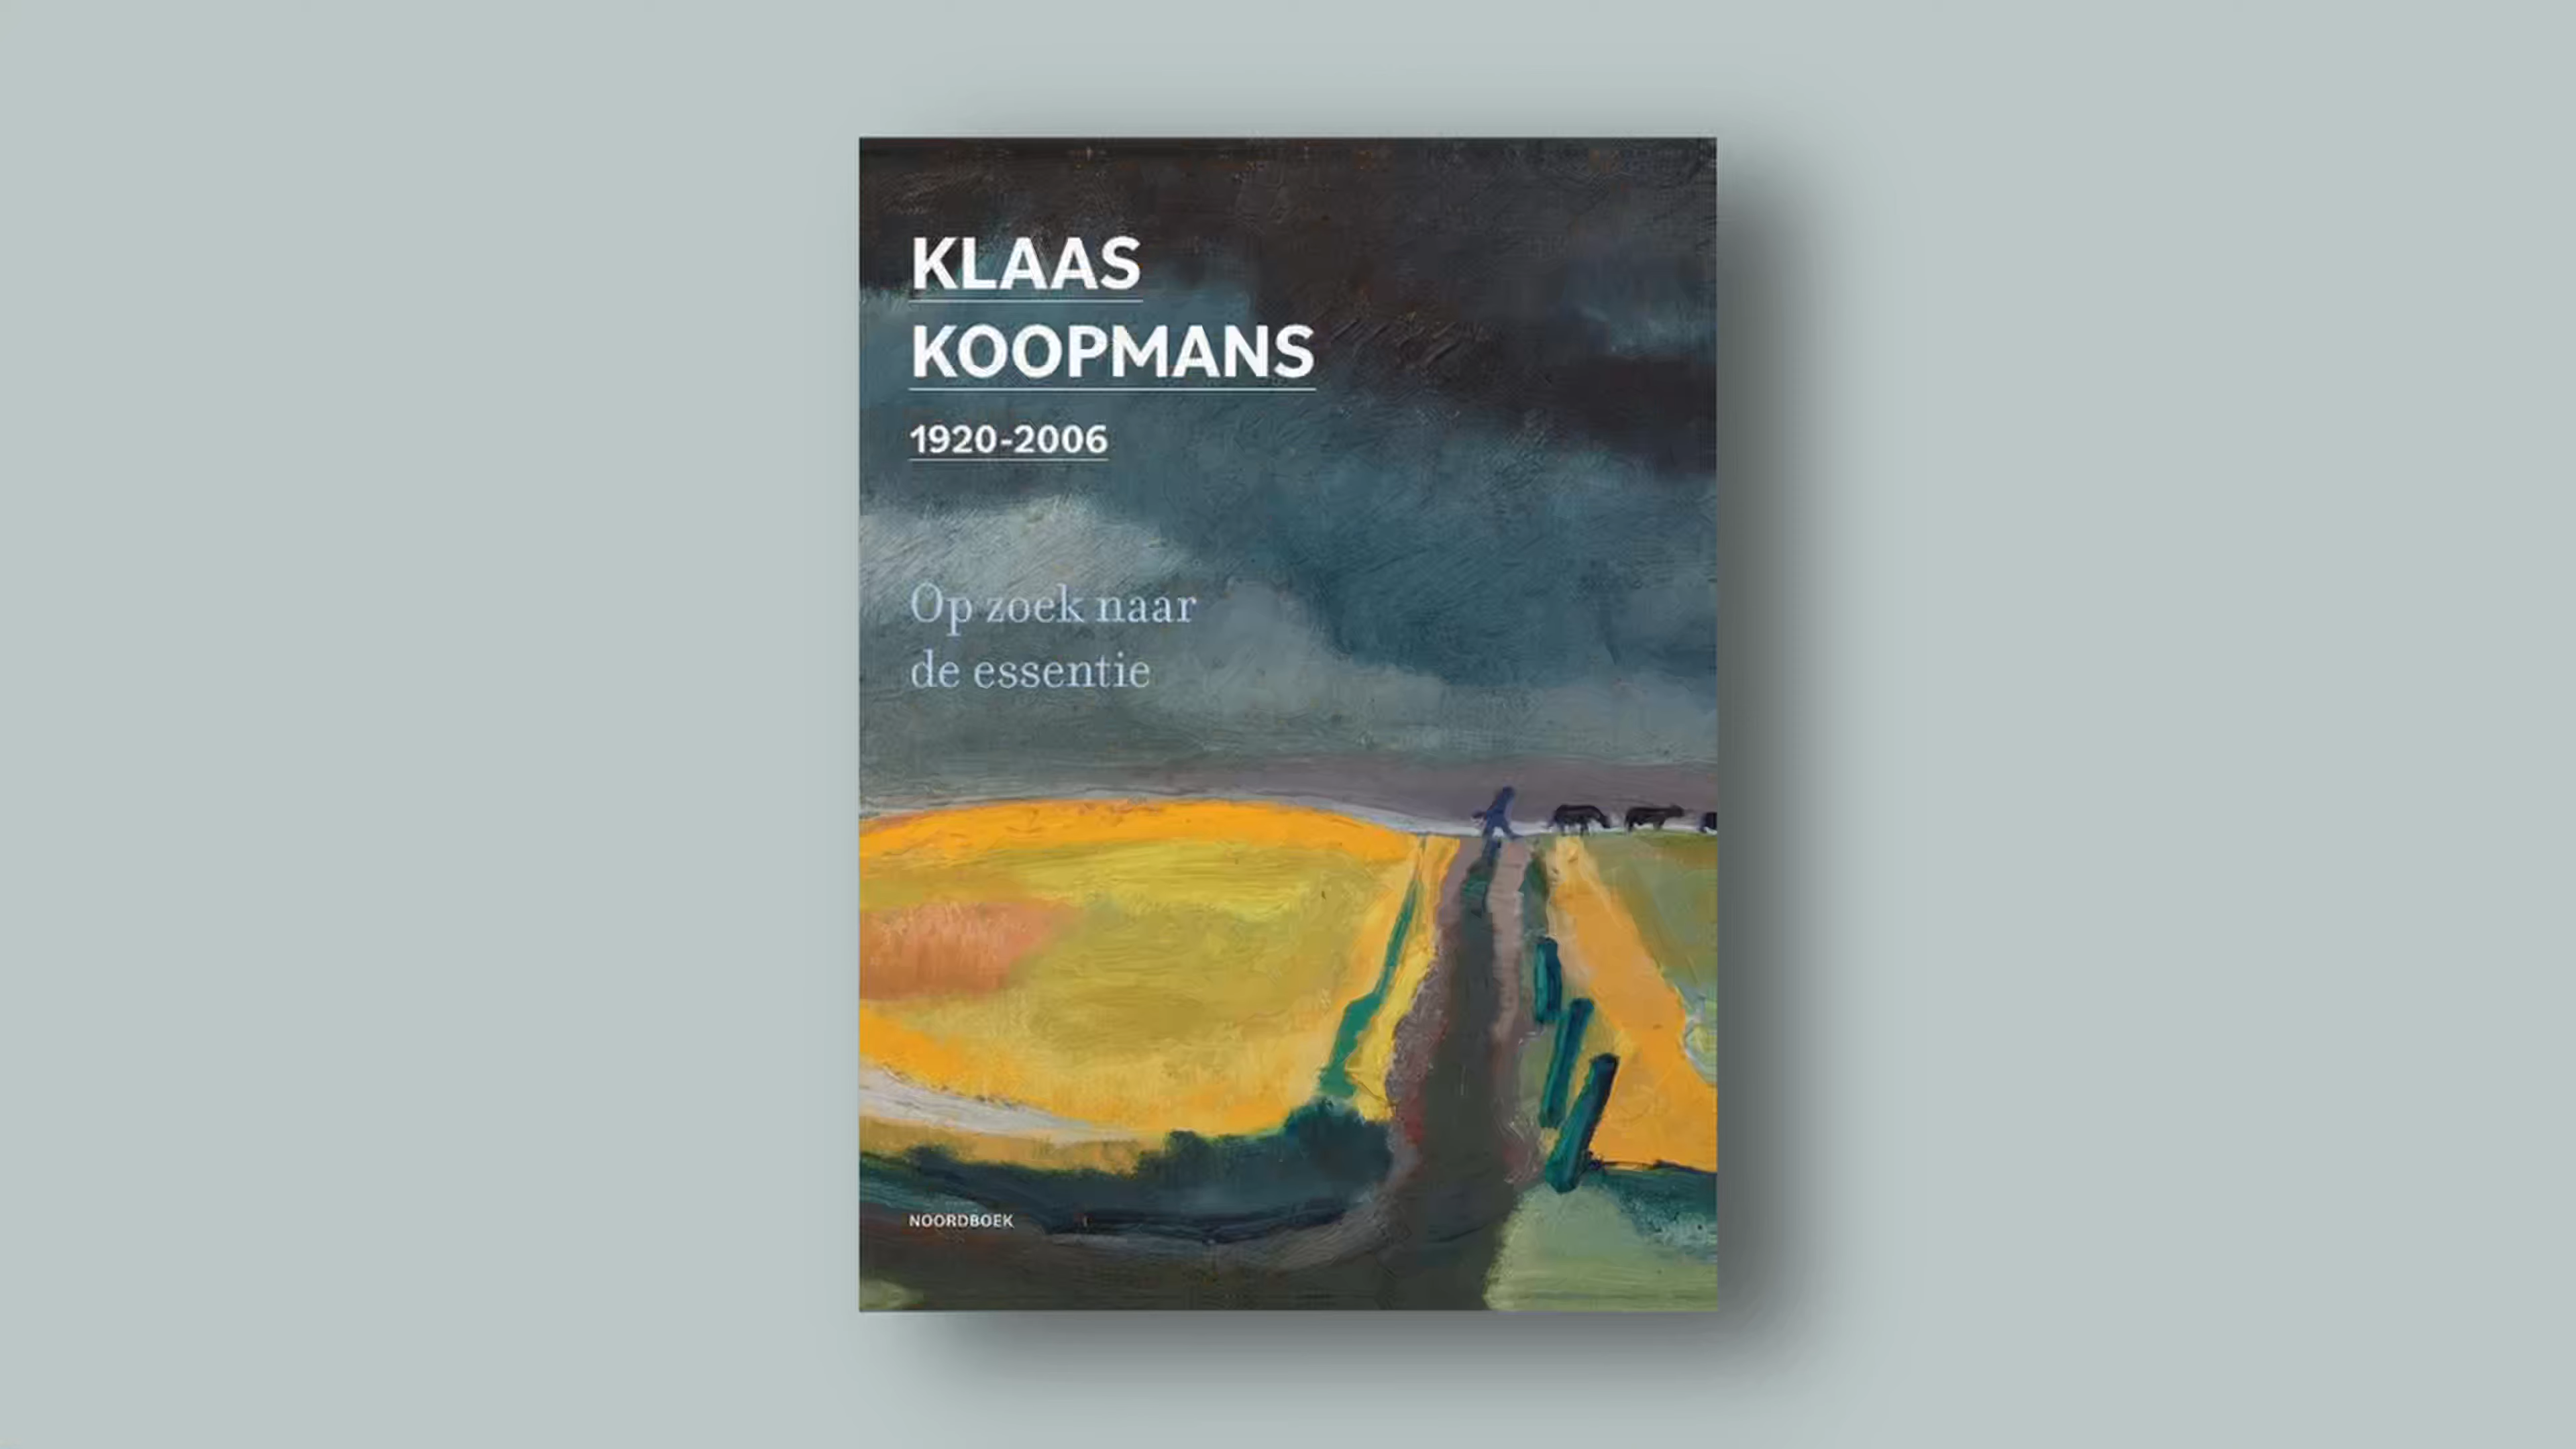 KLAAS
KOOPMANS
1920-2006
Op zoek naar
de essentie
NOORDBOEK